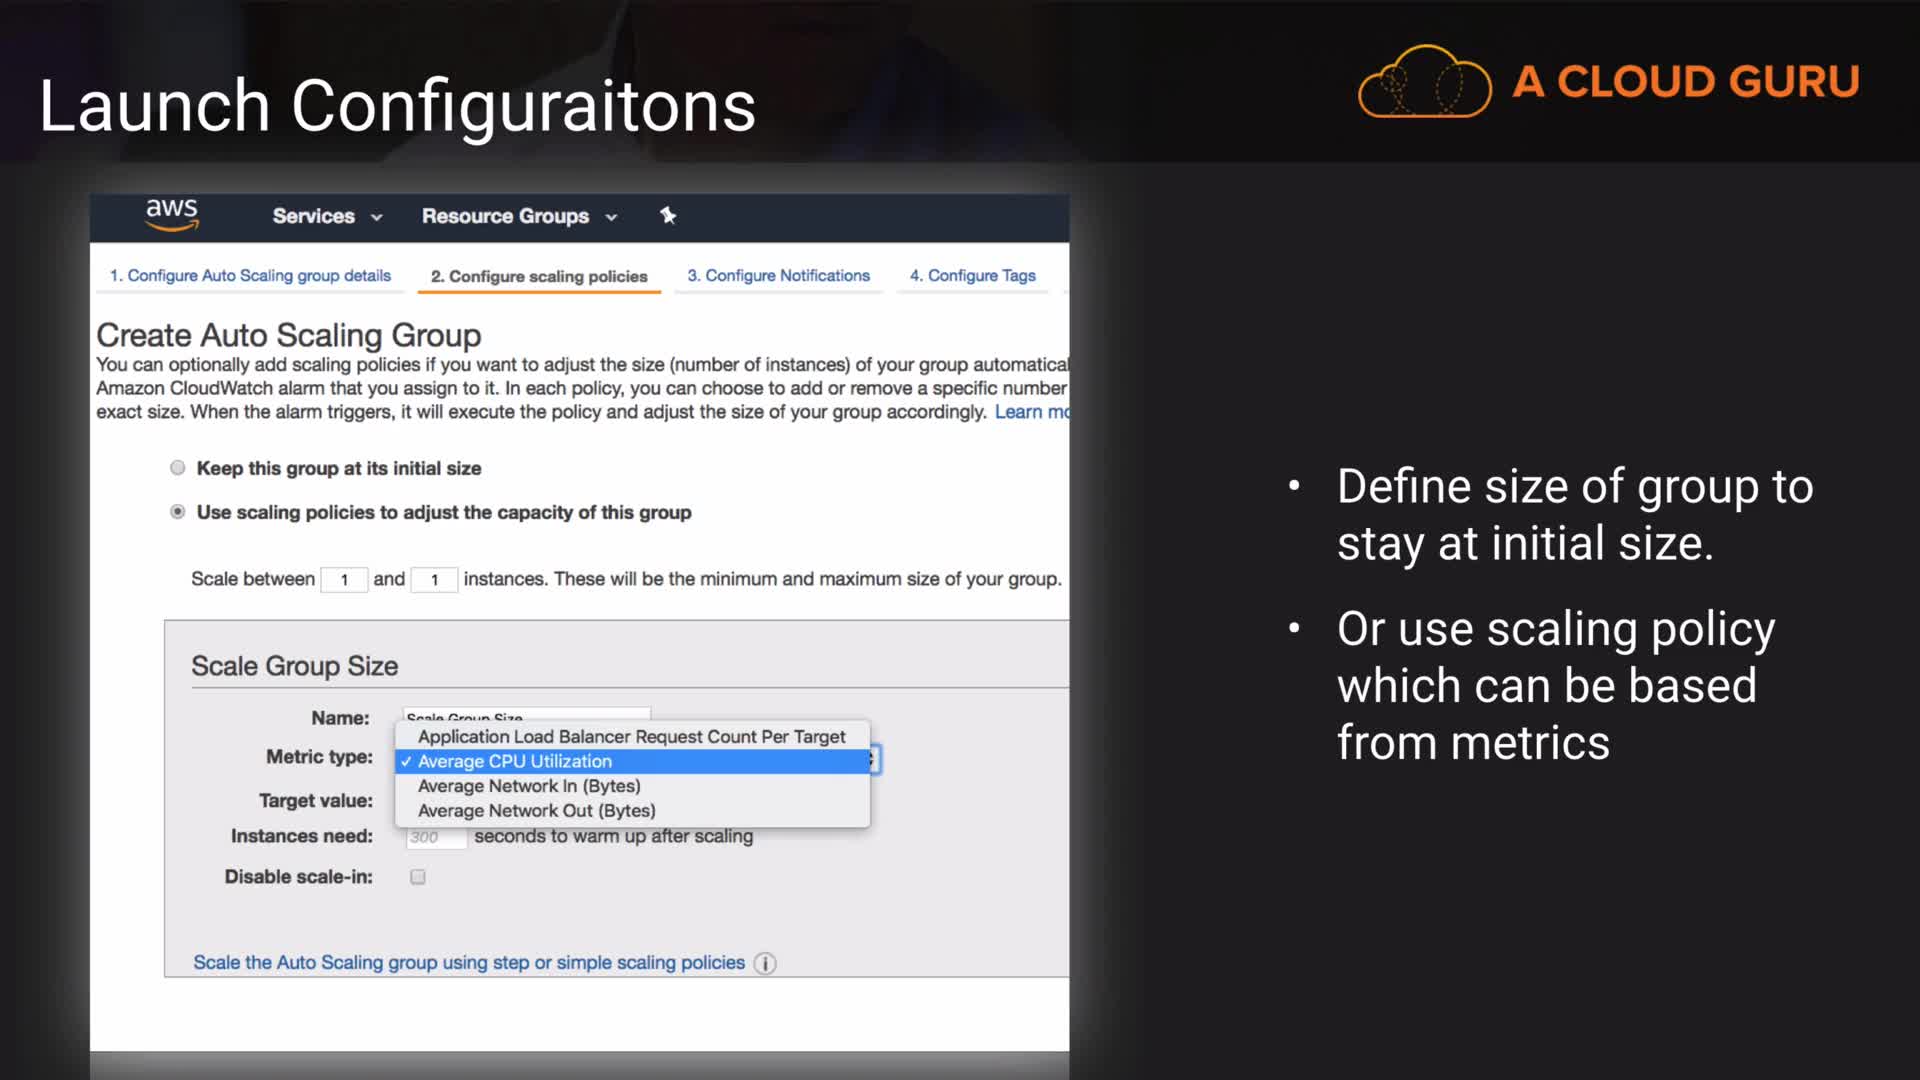 Launch Configuraitons
A CLOUD GURU
aws Services Resource Groups
1. Configure Auto Scaling group details 2. Configure scaling policies 3. Configure Notifications 4. Configure Tags
Create Auto Scaling Group
You can optionally add scaling policies if you want to adjust the size (number of instances) of your group automatical
Amazon CloudWatch alarm that you assign to it. In each policy, you can choose to add or remove a specific number
exact size. When the alarm triggers, it will execute the policy and adjust the size of your group accordingly. Learn mo
Keep this group at its initial size
Use scaling policies to adjust the capacity of this group
Scale between 1 and 1 instances. These will be the minimum and maximum size of your group.
Scale Group Size
Name: Scale Group Size
Application Load Balancer Request Count Per Target
Metric type: ✓ Average CPU Utilization
Average Network In (Bytes)
Target value: Average Network Out (Bytes)
Instances need: 300 seconds to warm up after scaling
Disable scale-in:
Scale the Auto Scaling group using step or simple scaling policies i
• Define size of group to
stay at initial size.
• Or use scaling policy
which can be based
from metrics